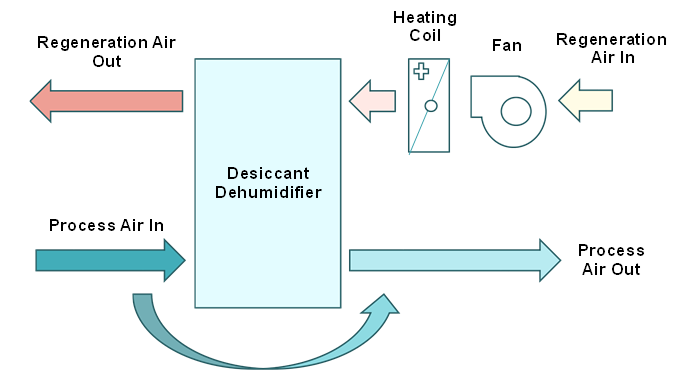 Heating
Coil
Regeneration Air
Out
Fan
Regeneration
Air In
Desiccant
Dehumidifier
Process Air In
Process
Air Out